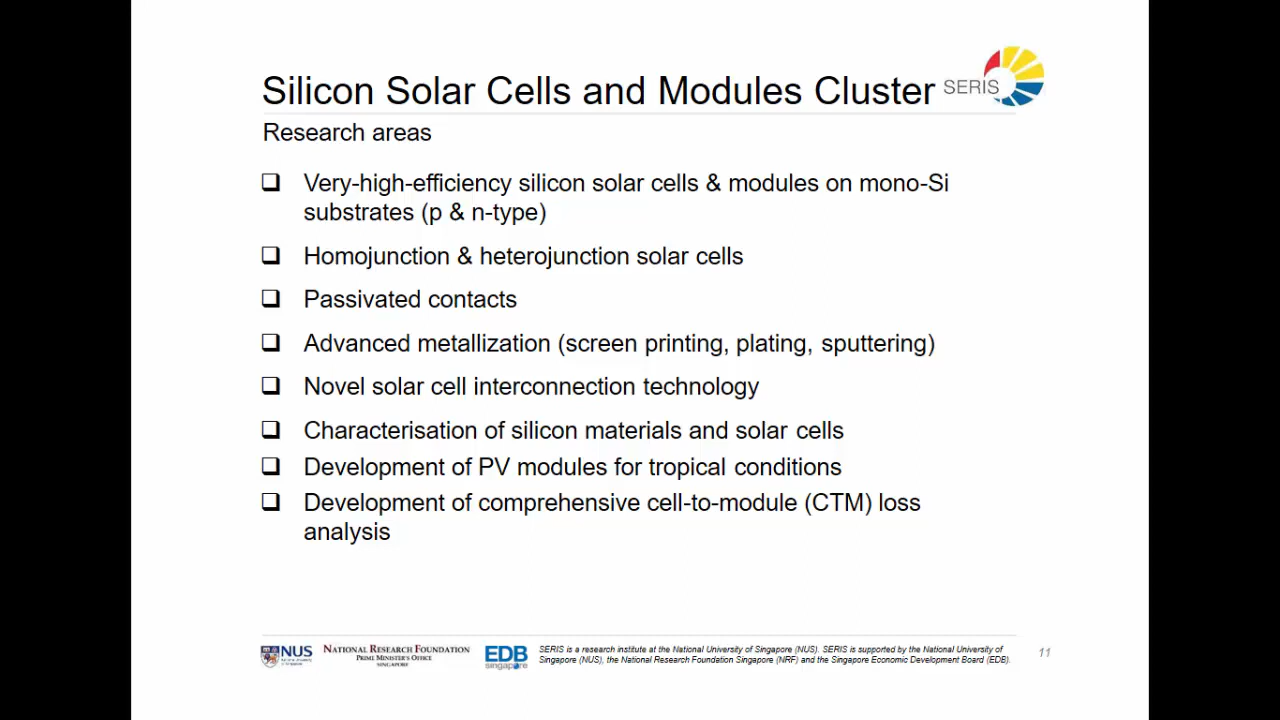 Silicon Solar Cells and Modules Cluster
SERIS
Research areas
❑ Very-high-efficiency silicon solar cells & modules on mono-Si
substrates (p & n-type)
❑ Homojunction & heterojunction solar cells
❑ Passivated contacts
❑ Advanced metallization (screen printing, plating, sputtering)
❑ Novel solar cell interconnection technology
❑ Characterisation of silicon materials and solar cells
❑ Development of PV modules for tropical conditions
❑ Development of comprehensive cell-to-module (CTM) loss
analysis
NUS
NATIONAL RESEARCH FOUNDATION
PRIME MINISTER'S OFFICE
SINGAPORE
EDB
singapore
SERIS is a research institute at the National University of Singapore (NUS). SERIS is supported by the National University of
Singapore (NUS), the National Research Foundation Singapore (NRF) and the Singapore Economic Development Board (EDB).
11